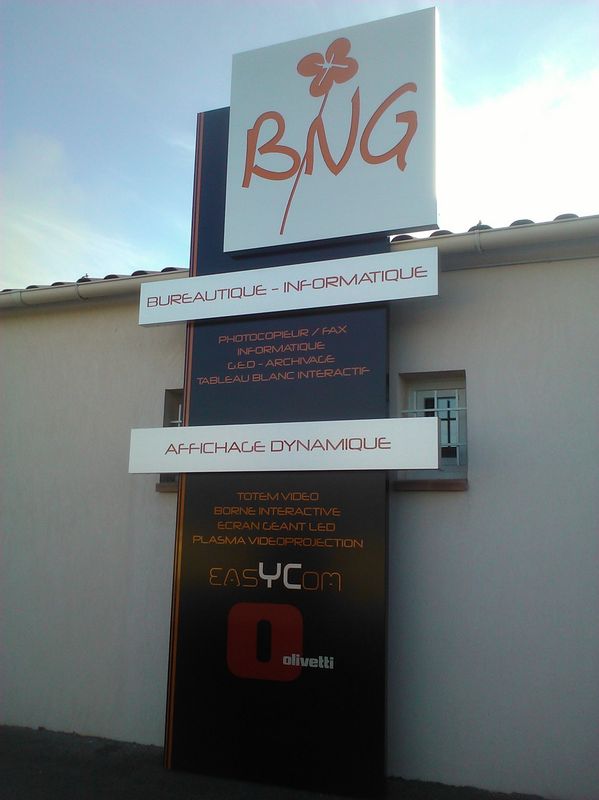 BNG
BUREAUTIQUE - INFORMATIQUE
PHOTOCOPIEUR / FAX
INFORMATIQUE
G.E.D - ARCHIVAGE
TABLEAU BLANC INTERACTIF
AFFICHAGE DYNAMIQUE
TOTEM VIDEO
BORNE INTERACTIVE
ECRAN GEANT LED
PLASMA VIDEOPROJECTION
EASYCOM
O
olivetti